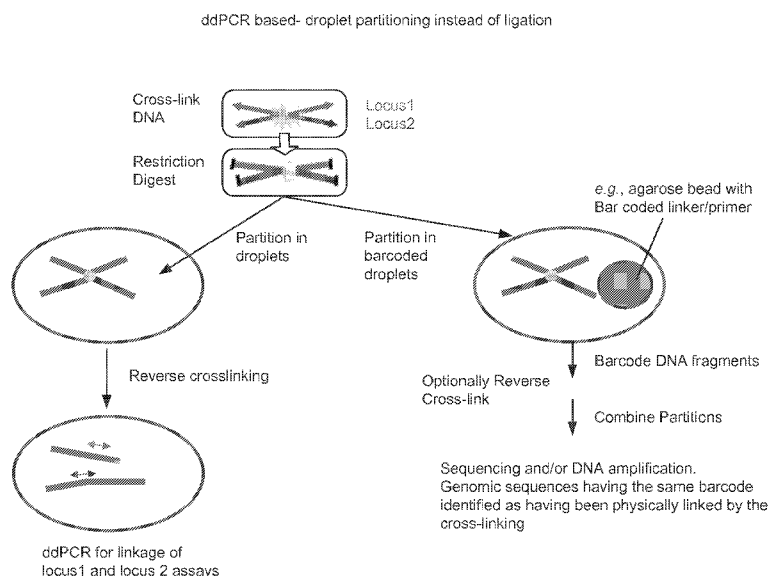 ddPCR based- droplet partitioning instead of ligation
Cross-link
DNA
Locus1
Locus2
Restriction
Digest
e.g., agarose bead with
Bar coded linker/primer
Partition in
droplets
Partition in
barcoded
droplets
Reverse crosslinking
Barcode DNA fragments
Optionally Reverse
Cross-link
Combine Partitions
Sequencing and/or DNA amplification.
Genomic sequences having the same barcode
identified as having been physically linked by the
cross-linking
ddPCR for linkage of
locus1 and locus 2 assays